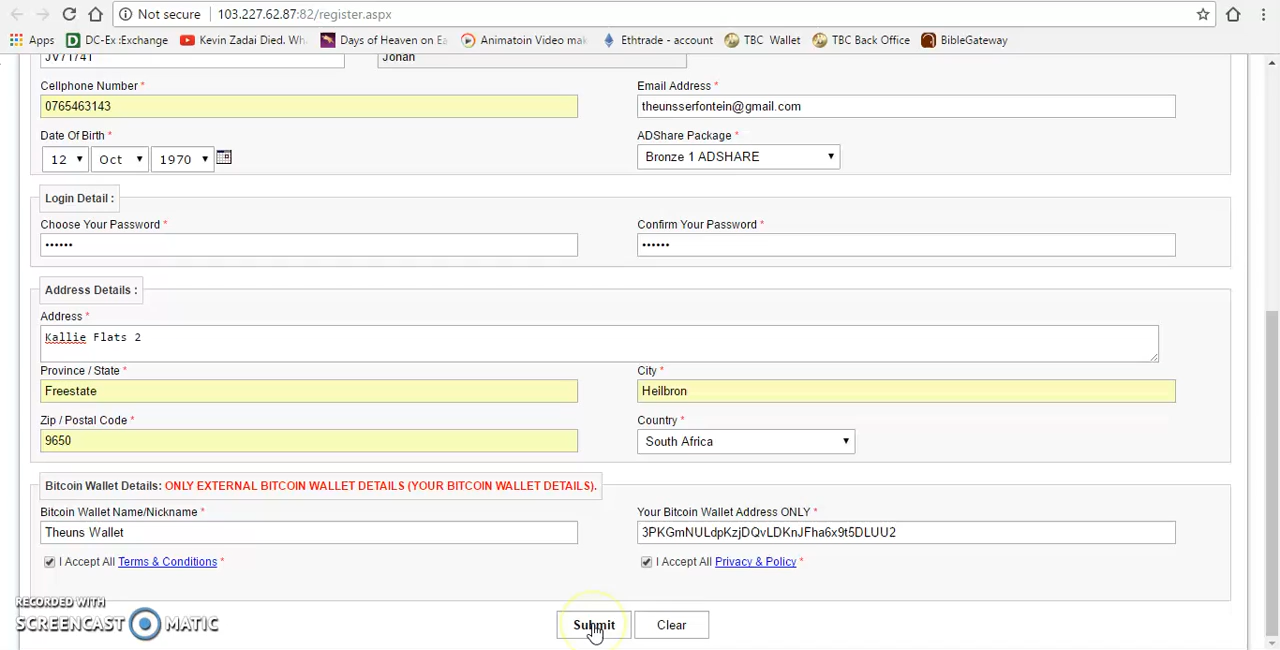 Not secure 103.227.62.87:82/register.aspx
Apps DC-Ex :Exchange Kevin Zadai Died. Wh Days of Heaven on Ea Animatoin Video mak Ethtrade - account TBC Wallet TBC Back Office BibleGateway
JV71741 Johan
Cellphone Number * Email Address *
0765463143 theunsserfontein@gmail.com
Date Of Birth * ADShare Package *
12 Oct 1970 Bronze 1 ADSHARE
Login Detail :
Choose Your Password * Confirm Your Password *
•••••• ••••••
Address Details :
Address *
Kallie Flats 2
Province / State * City *
Freestate Heilbron
Zip / Postal Code * Country *
9650 South Africa
Bitcoin Wallet Details: ONLY EXTERNAL BITCOIN WALLET DETAILS (YOUR BITCOIN WALLET DETAILS).
Bitcoin Wallet Name/Nickname * Your Bitcoin Wallet Address ONLY *
Theuns Wallet 3PKGmNULdpKzjDQvLDKnJFha6x9t5DLUU2
I Accept All Terms & Conditions * I Accept All Privacy & Policy *
RECORDED WITH
SCREENCAST MATIC
Submit Clear